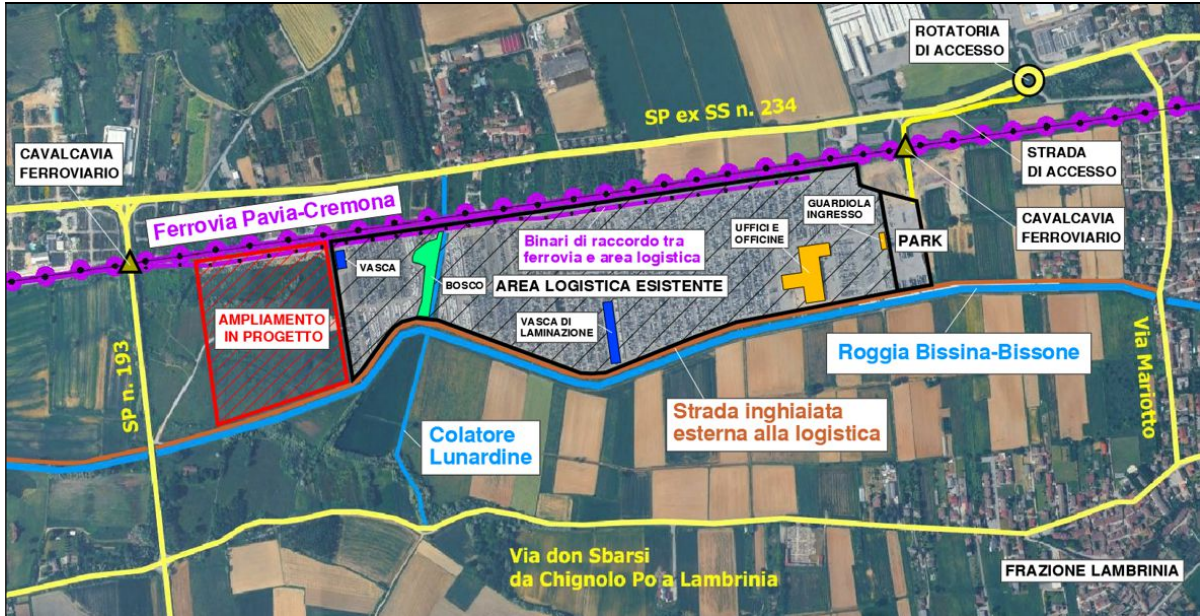 ROTATORIA
DI ACCESSO
SP ex SS n. 234
CAVALCAVIA
FERROVIARIO
STRADA
DI ACCESSO
Ferrovia Pavia-Cremona
GUARDIOLA
INGRESSO
UFFICI E
OFFICINE
PARK
CAVALCAVIA
FERROVIARIO
Binari di raccordo tra
ferrovia e area logistica
VASCA
BOSCO
AREA LOGISTICA ESISTENTE
AMPLIAMENTO
IN PROGETTO
VASCA DI
LAMINAZIONE
SP n. 193
Roggia Bissina-Bissone
Via Mariotto
Strada inghiaiata
esterna alla logistica
Colatore
Lunardine
Via don Sbarsi
da Chignolo Po a Lambrinia
FRAZIONE LAMBRINIA